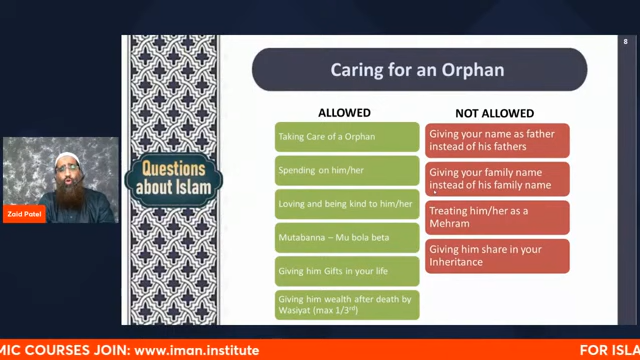 8
Caring for an Orphan
ALLOWED
Taking Care of a Orphan
Spending on him/her
Loving and being kind to him/her
Mutabanna – Mu bola beta
Giving him Gifts in your life
Giving him wealth after death by
Wasiyat (max 1/3rd)
NOT ALLOWED
Giving your name as father
instead of his fathers
Giving your family name
instead of his family name
Treating him/her as a
Mehram
Giving him share in your
Inheritance
Questions
about Islam
Zaid Patel
MIC COURSES JOIN: www.iman.institute
FOR ISLA